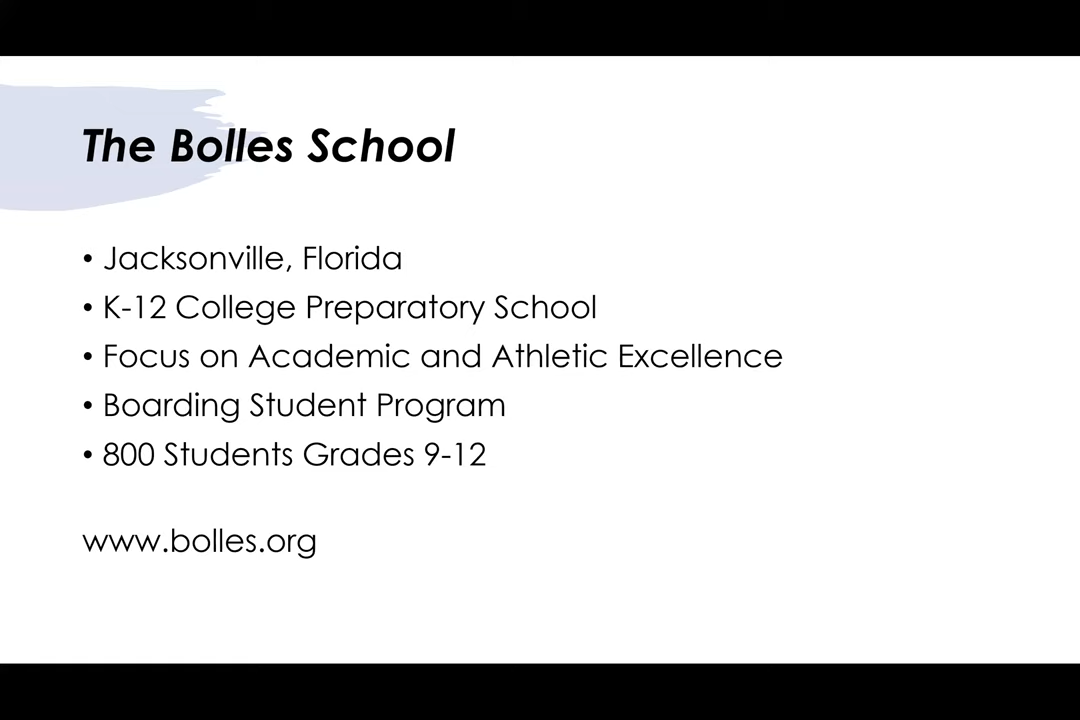 The Bolles School
• Jacksonville, Florida
• K-12 College Preparatory School
• Focus on Academic and Athletic Excellence
• Boarding Student Program
• 800 Students Grades 9-12
www.bolles.org